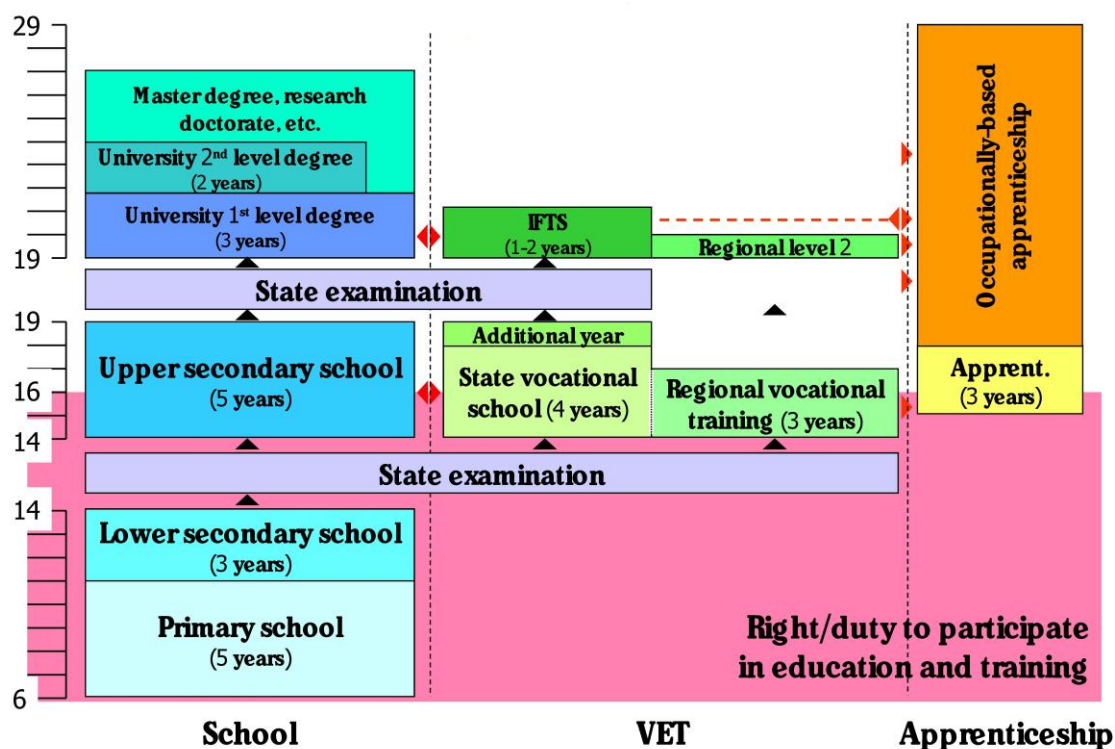 29
Master degree, research
doctorate, etc.
University 2nd level degree
(2 years)
University 1st level degree
(3 years)
19
IFTS
(1-2 years)
Regional level 2
Occupationally-based
apprenticeship
State examination
19
16
14
Upper secondary school
(5 years)
Additional year
State vocational
school (4 years)
Regional vocational
training (3 years)
Apprent.
(3 years)
State examination
14
Lower secondary school
(3 years)
Primary school
(5 years)
6
Right/duty to participate
in education and training
School
VET
Apprenticeship